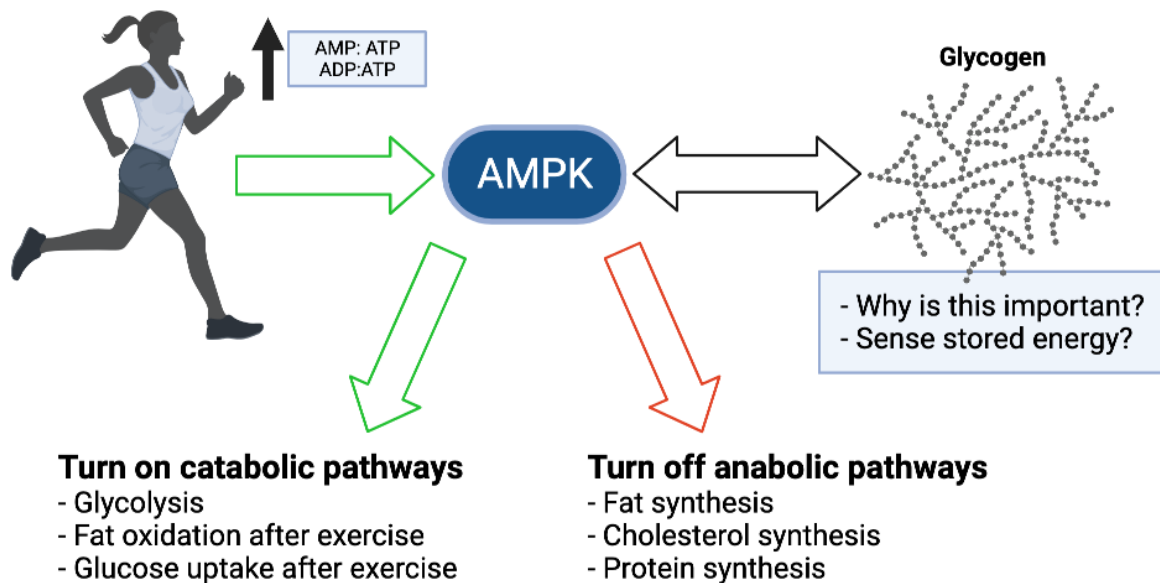 AMP: ATP
ADP:ATP
Glycogen
AMPK
- Why is this important?
- Sense stored energy?
Turn on catabolic pathways
- Glycolysis
- Fat oxidation after exercise
- Glucose uptake after exercise
Turn off anabolic pathways
- Fat synthesis
- Cholesterol synthesis
- Protein synthesis